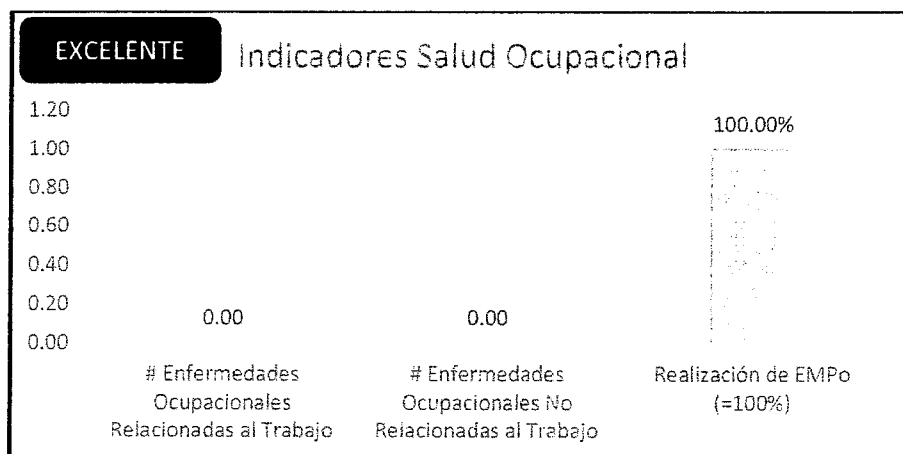 EXCELENTE
Indicadores Salud Ocupacional
1.20
1.00
0.80
0.60
0.40
0.20
0.00
0.00
0.00
100.00%
# Enfermedades
Ocupacionales
Relacionadas al Trabajo
# Enfermedades
Ocupacionales No
Relacionadas al Trabajo
Realización de EMPo
(=100%)